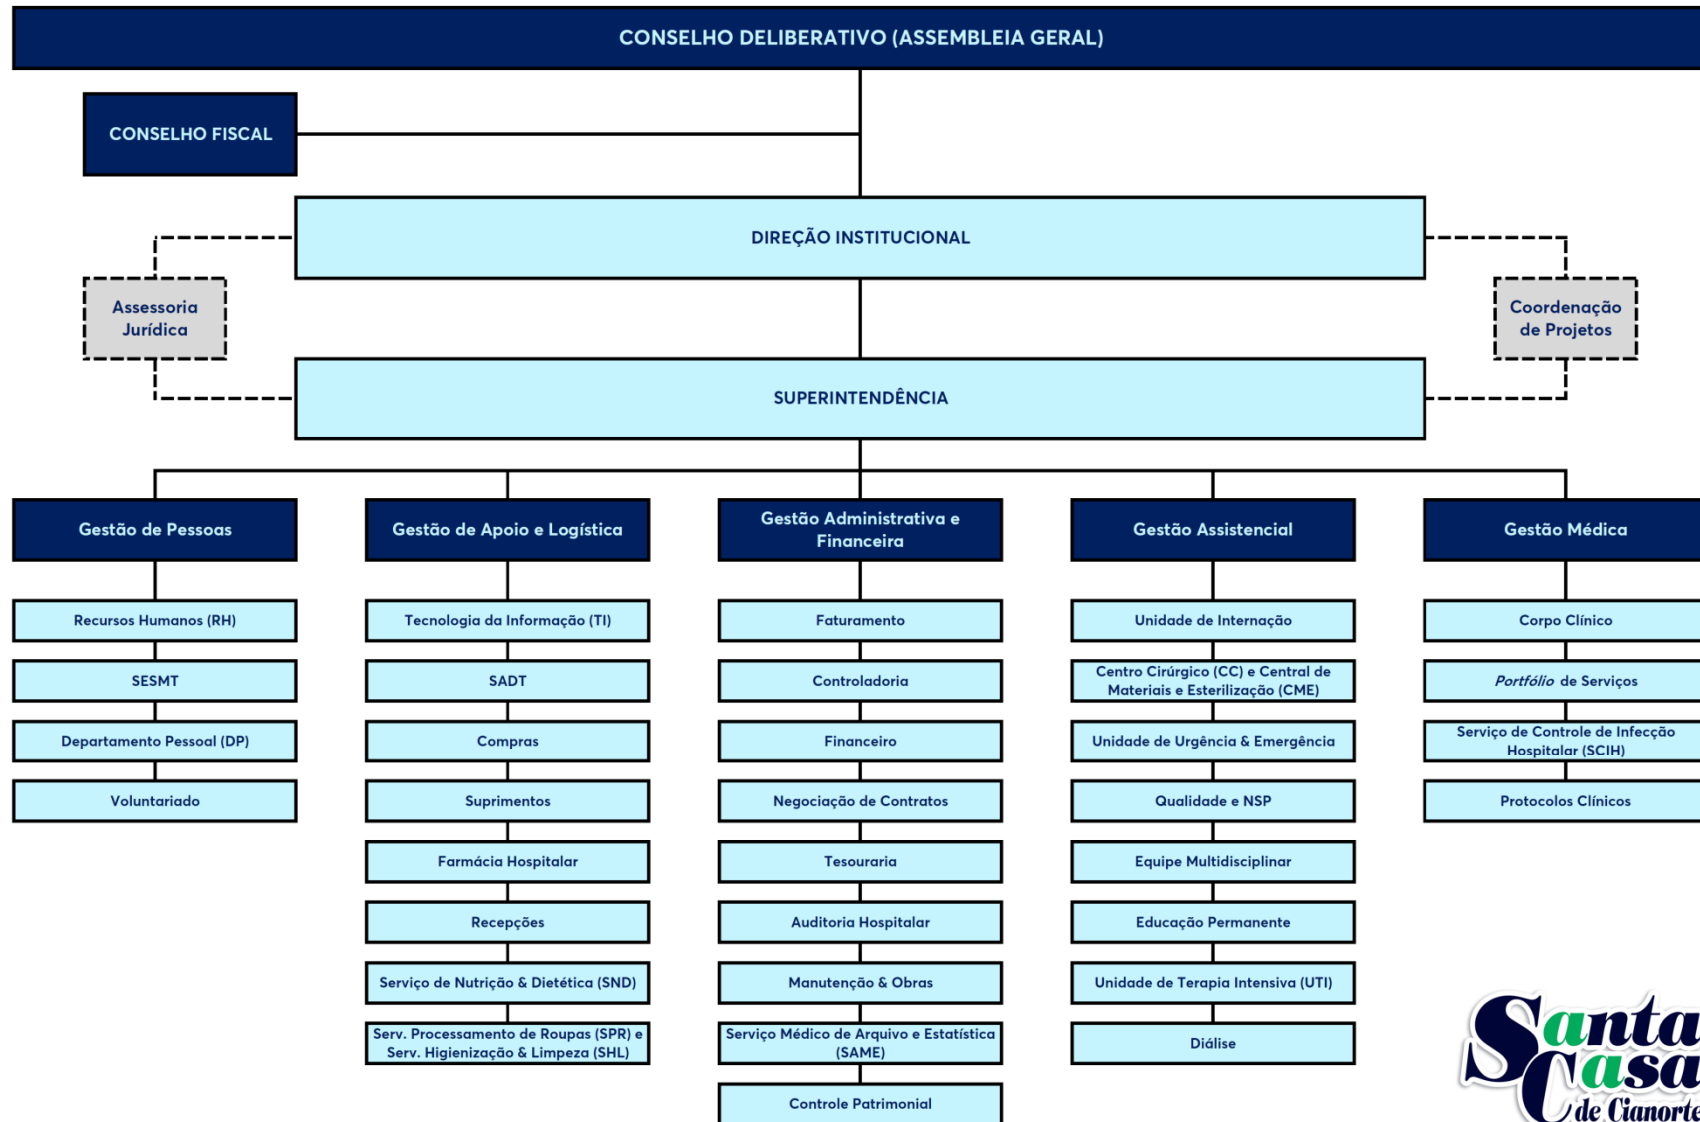 CONSELHO DELIBERATIVO (ASSEMBLEIA GERAL)
CONSELHO FISCAL
DIREÇÃO INSTITUCIONAL
Assessoria
Jurídica
Coordenação
de Projetos
SUPERINTENDÊNCIA
Gestão de Pessoas
Recursos Humanos (RH)
SESMT
Departamento Pessoal (DP)
Voluntariado
Gestão de Apoio e Logística
Tecnologia da Informação (TI)
SADT
Compras
Suprimentos
Farmácia Hospitalar
Recepções
Serviço de Nutrição & Dietética (SND)
Serv. Processamento de Roupas (SPR) e
Serv. Higienização & Limpeza (SHL)
Gestão Administrativa e
Financeira
Faturamento
Controladoria
Financeiro
Negociação de Contratos
Tesouraria
Auditoria Hospitalar
Manutenção & Obras
Serviço Médico de Arquivo e Estatística
(SAME)
Controle Patrimonial
Gestão Assistencial
Unidade de Internação
Centro Cirúrgico (CC) e Central de
Materiais e Esterilização (CME)
Unidade de Urgência & Emergência
Qualidade e NSP
Equipe Multidisciplinar
Educação Permanente
Unidade de Terapia Intensiva (UTI)
Diálise
Gestão Médica
Corpo Clínico
Portfólio de Serviços
Serviço de Controle de Infecção
Hospitalar (SCIH)
Protocolos Clínicos
Santa
Casa
de Cianorte